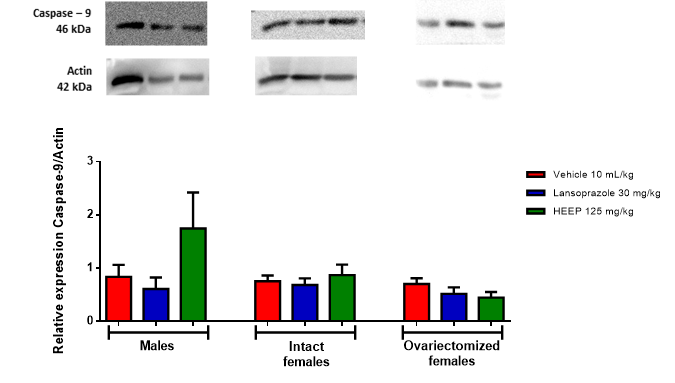 Caspase – 9
46 kDa
Actin
42 kDa
Relative expression Caspase-9/Actin
3
2
1
0
Vehicle 10 mL/kg
Lansoprazole 30 mg/kg
HEEP 125 mg/kg
Males
Intact
females
Ovariectomized
females